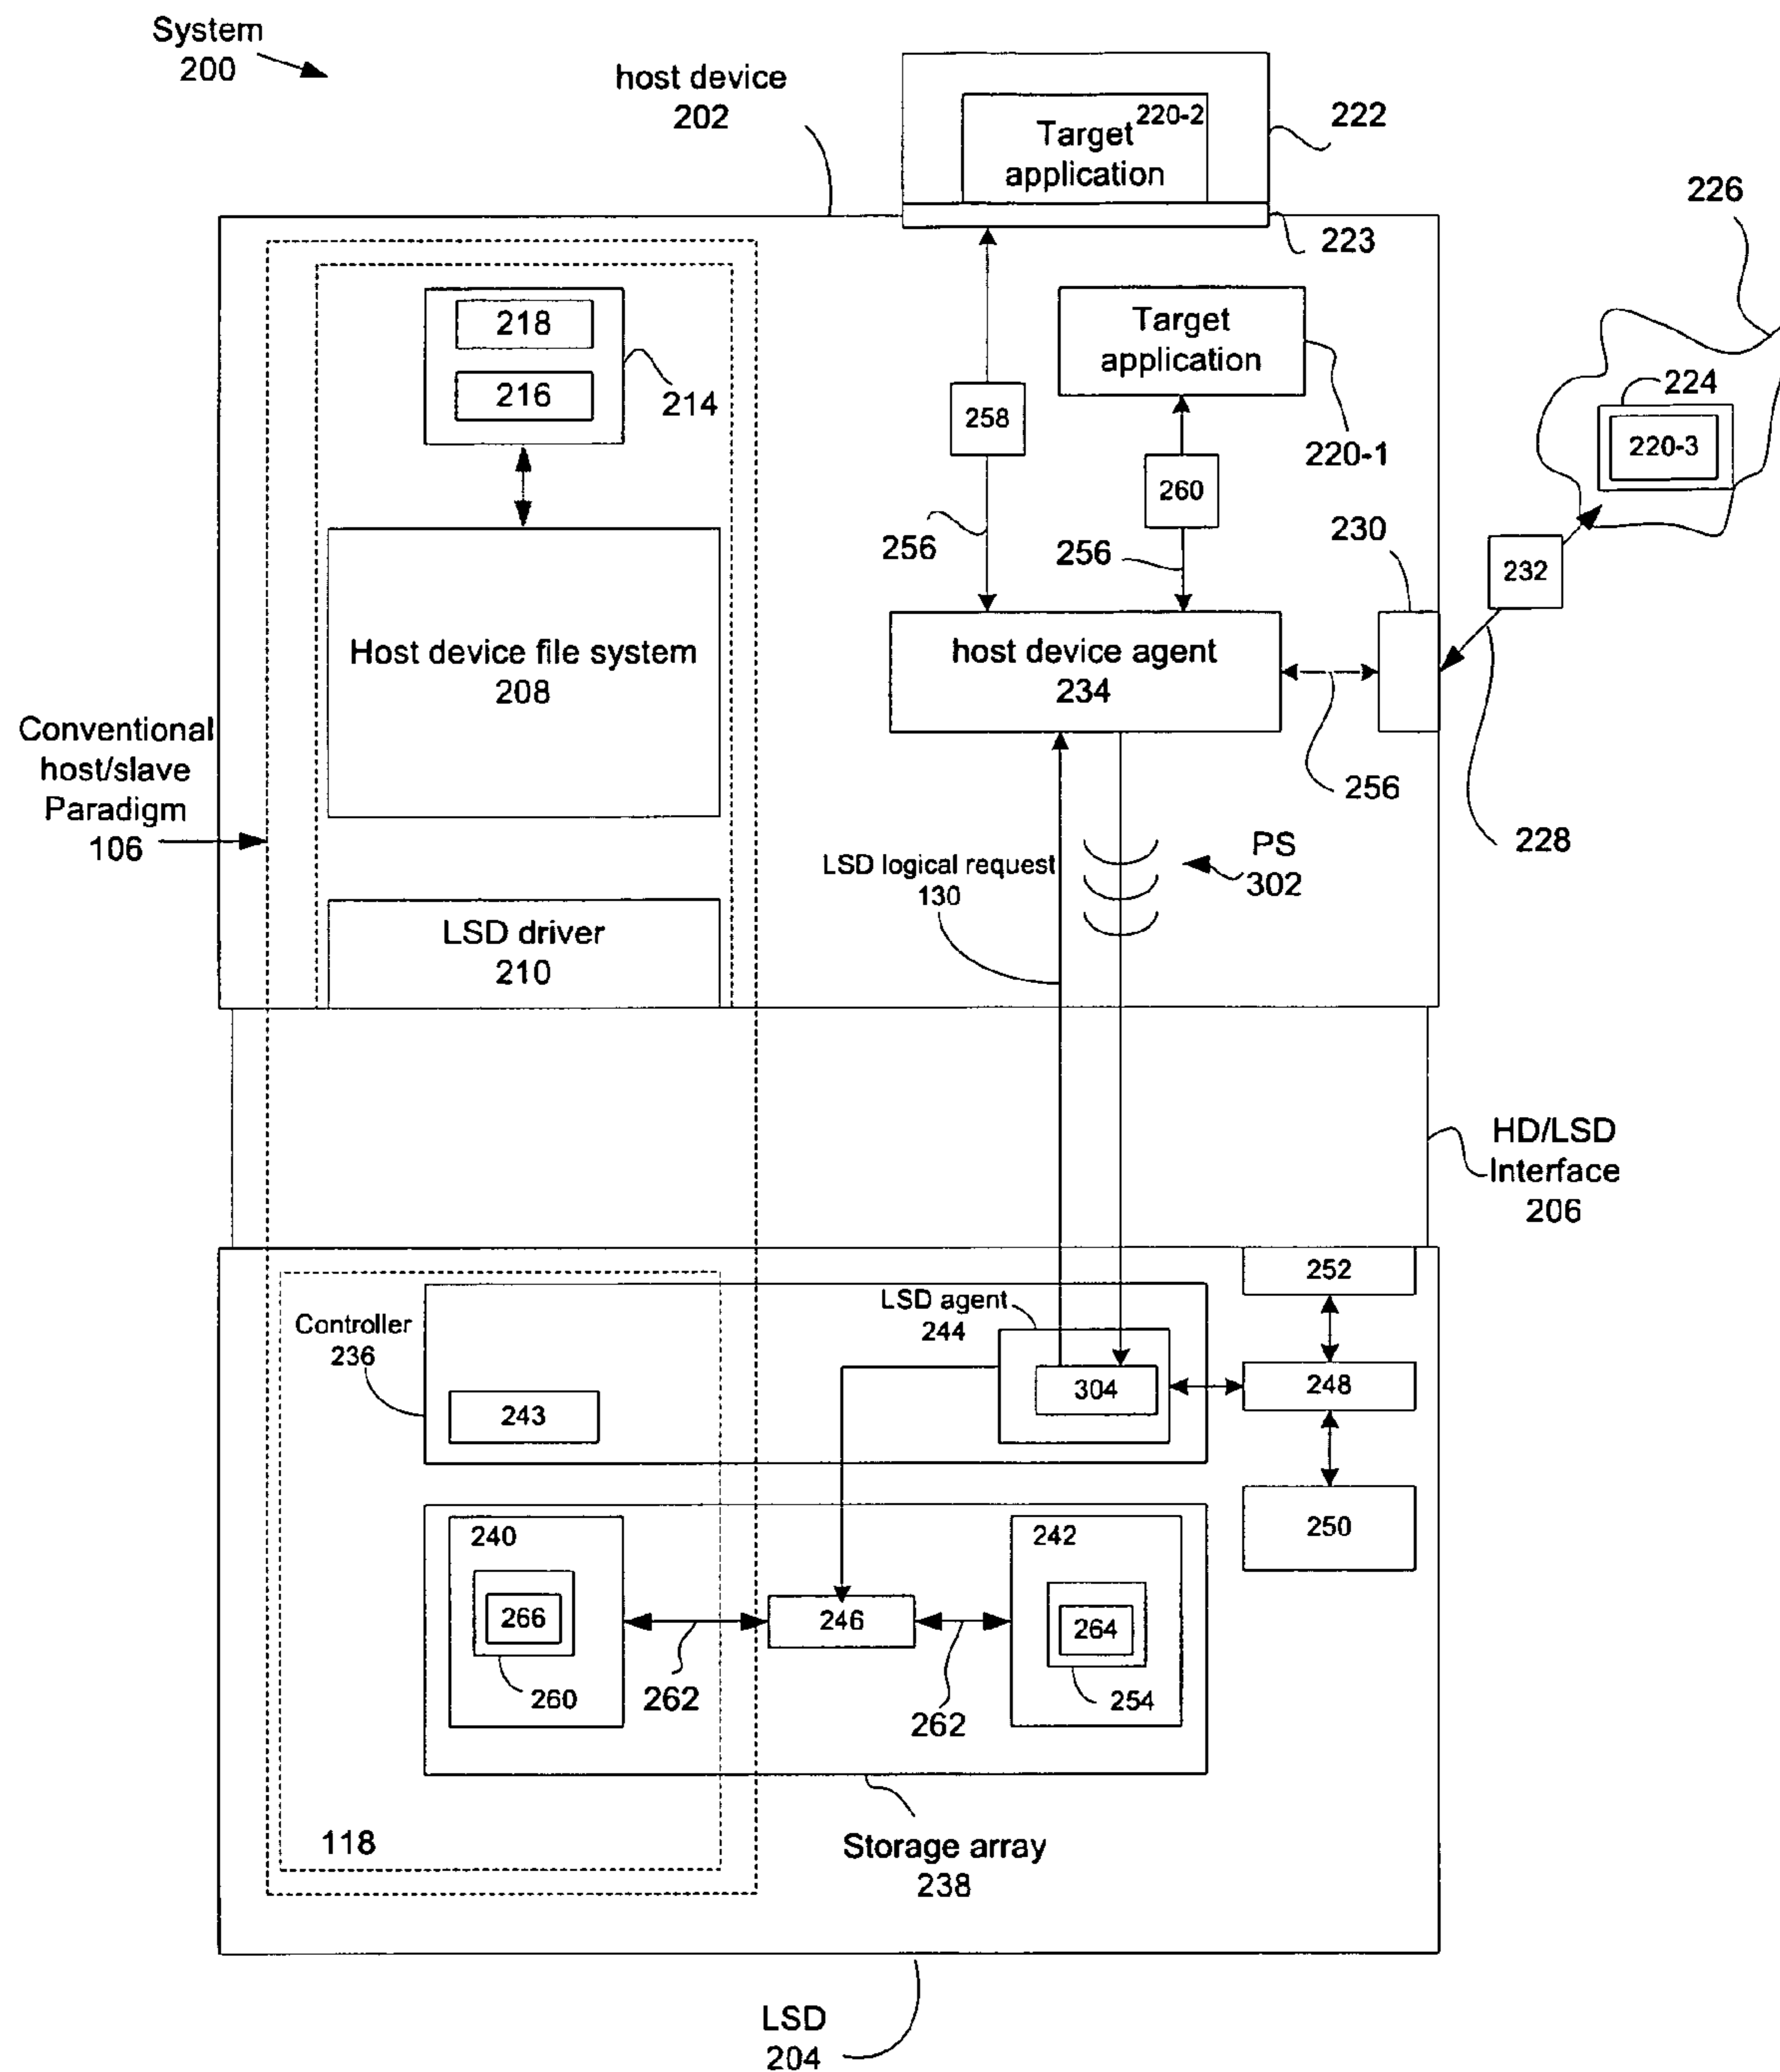 System
200
host device
202
220-2
Target
application
222
223
226
218
216
214
Target
application
220-1
224
220-3
258
260
256
256
230
232
Host device file system
208
host device agent
234
256
228
Conventional
host/slave
Paradigm
106
LSD logical request
130
PS
302
LSD driver
210
HD/LSD
Interface
206
252
Controller
236
LSD agent
244
304
248
243
250
240
266
260
262
246
262
242
264
254
118
Storage array
238
LSD
204